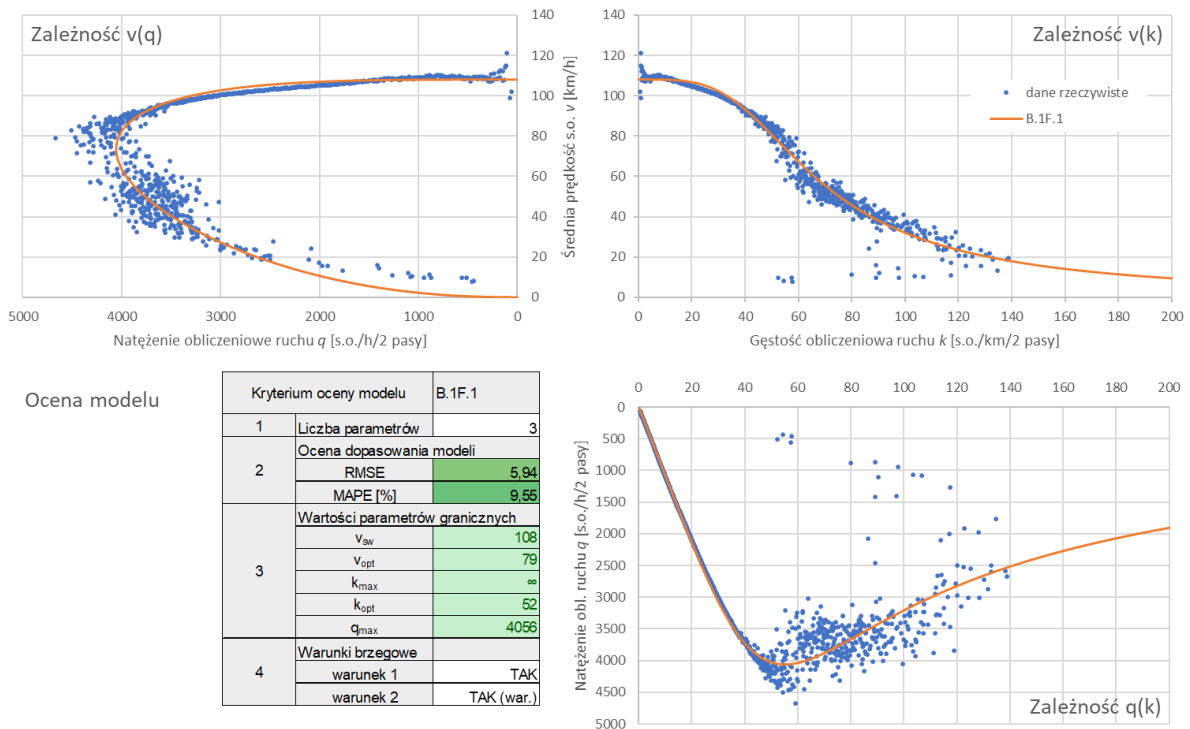 Zależność v(q)
140
120
100
80
60
40
20
0
Średnia prędkość s.o. v [km/h]
5000 4000 3000 2000 1000 0
Natężenie obliczeniowe ruchu q [s.o./h/2 pasy]
Zależność v(k)
140
120
100
80
60
40
20
0
dane rzeczywiste
B.1F.1
0 20 40 60 80 100 120 140 160 180 200
Gęstość obliczeniowa ruchu k [s.o./km/2 pasy]
Ocena modelu
Kryterium oceny modelu B.1F.1
1 Liczba parametrów 3
2 Ocena dopasowania modeli
RMSE 5,94
MAPE [%] 9,55
3 Wartości parametrów granicznych
vsw 108
vopt 79
kmax ∞
kopt 52
qmax 4056
4 Warunki brzegowe
warunek 1 TAK
warunek 2 TAK (war.)
0 20 40 60 80 100 120 140 160 180 200
0
500
1000
1500
2000
2500
3000
3500
4000
4500
5000
Natężenie obl. ruchu q [s.o./h/2 pasy]
Zależność q(k)